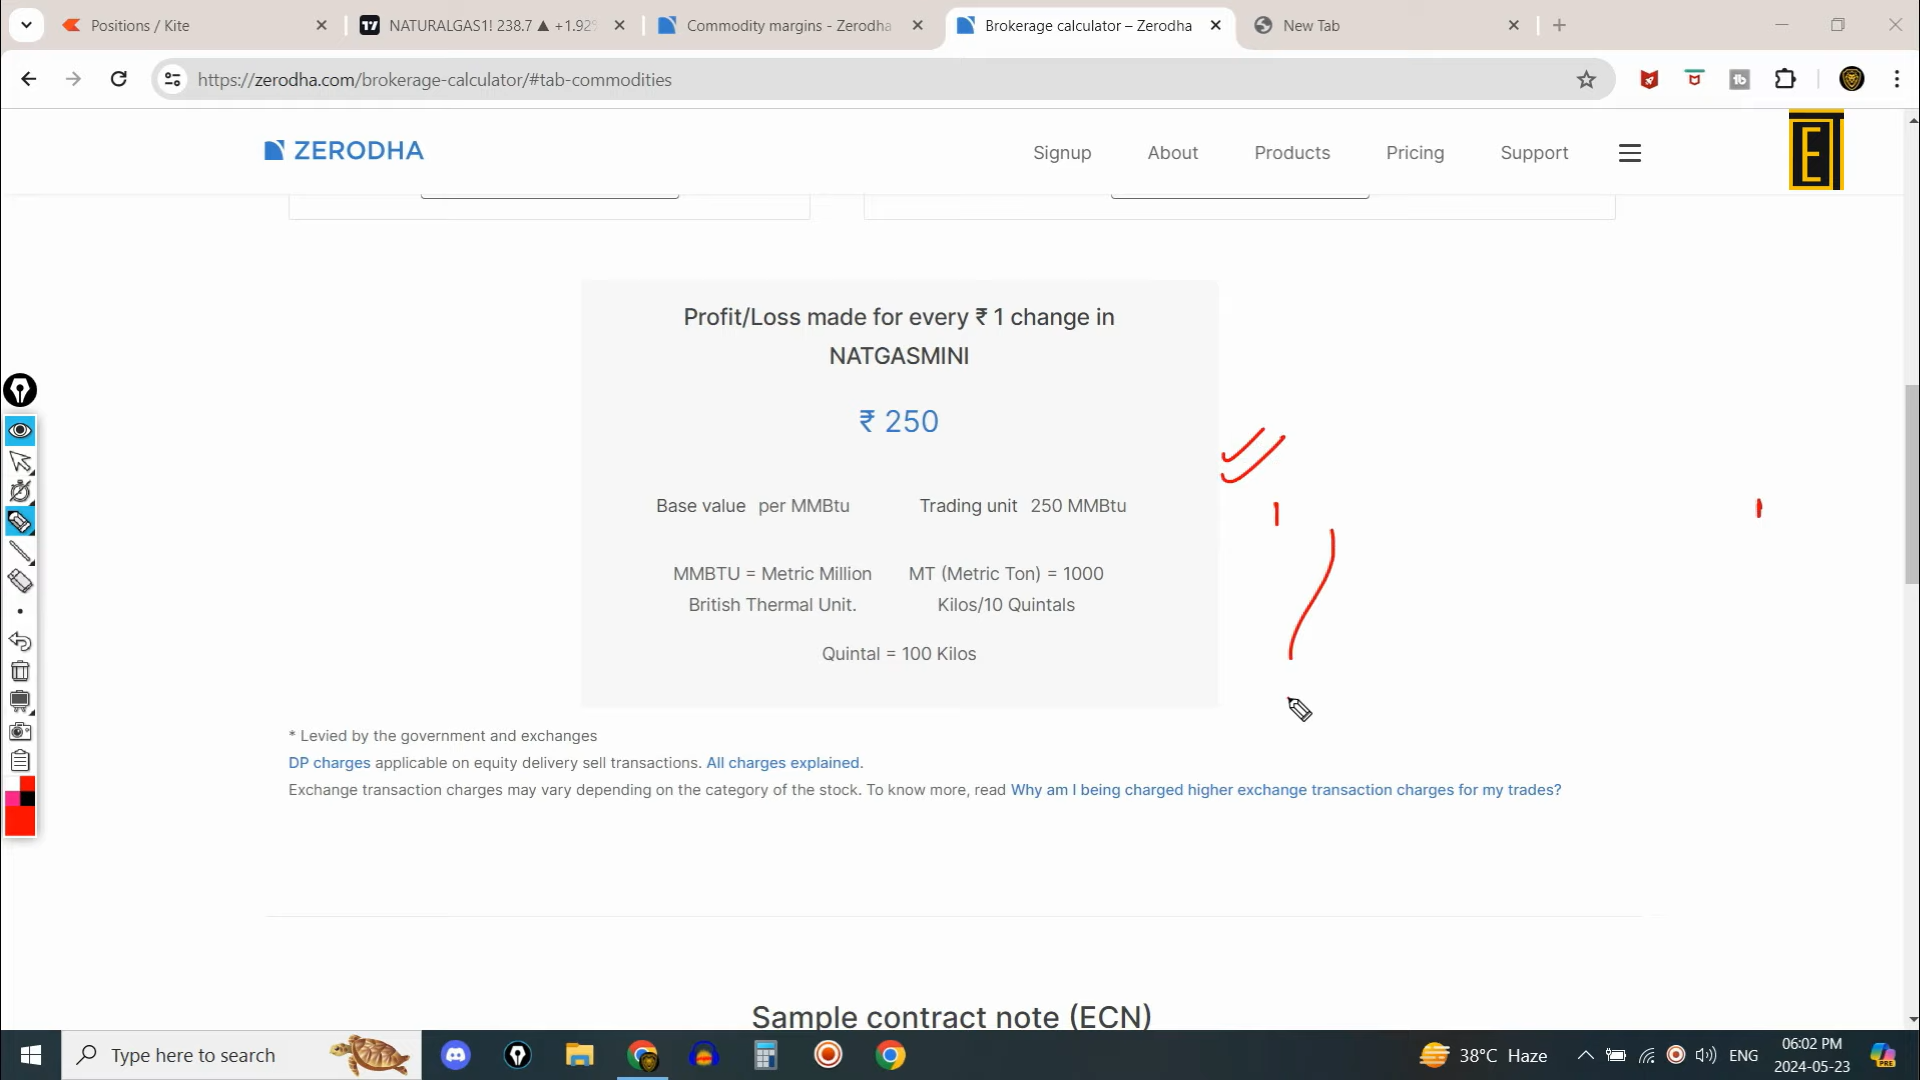 Positions / Kite
NATURALGAS1! 238.7 ▲ +1.92%
Commodity margins - Zerodha
Brokerage calculator – Zerodha
New Tab
https://zerodha.com/brokerage-calculator/#tab-commodities
ZERODHA
Signup
About
Products
Pricing
Support
E
Profit/Loss made for every ₹ 1 change in
NATGASMINI
₹ 250
Base value per MMBtu
Trading unit 250 MMBtu
MMBTU = Metric Million
British Thermal Unit.
MT (Metric Ton) = 1000
Kilos/10 Quintals
Quintal = 100 Kilos
* Levied by the government and exchanges
DP charges applicable on equity delivery sell transactions. All charges explained.
Exchange transaction charges may vary depending on the category of the stock. To know more, read Why am I being charged higher exchange transaction charges for my trades?
Sample contract note (ECN)
Type here to search
38°C Haze
ENG
06:02 PM
2024-05-23